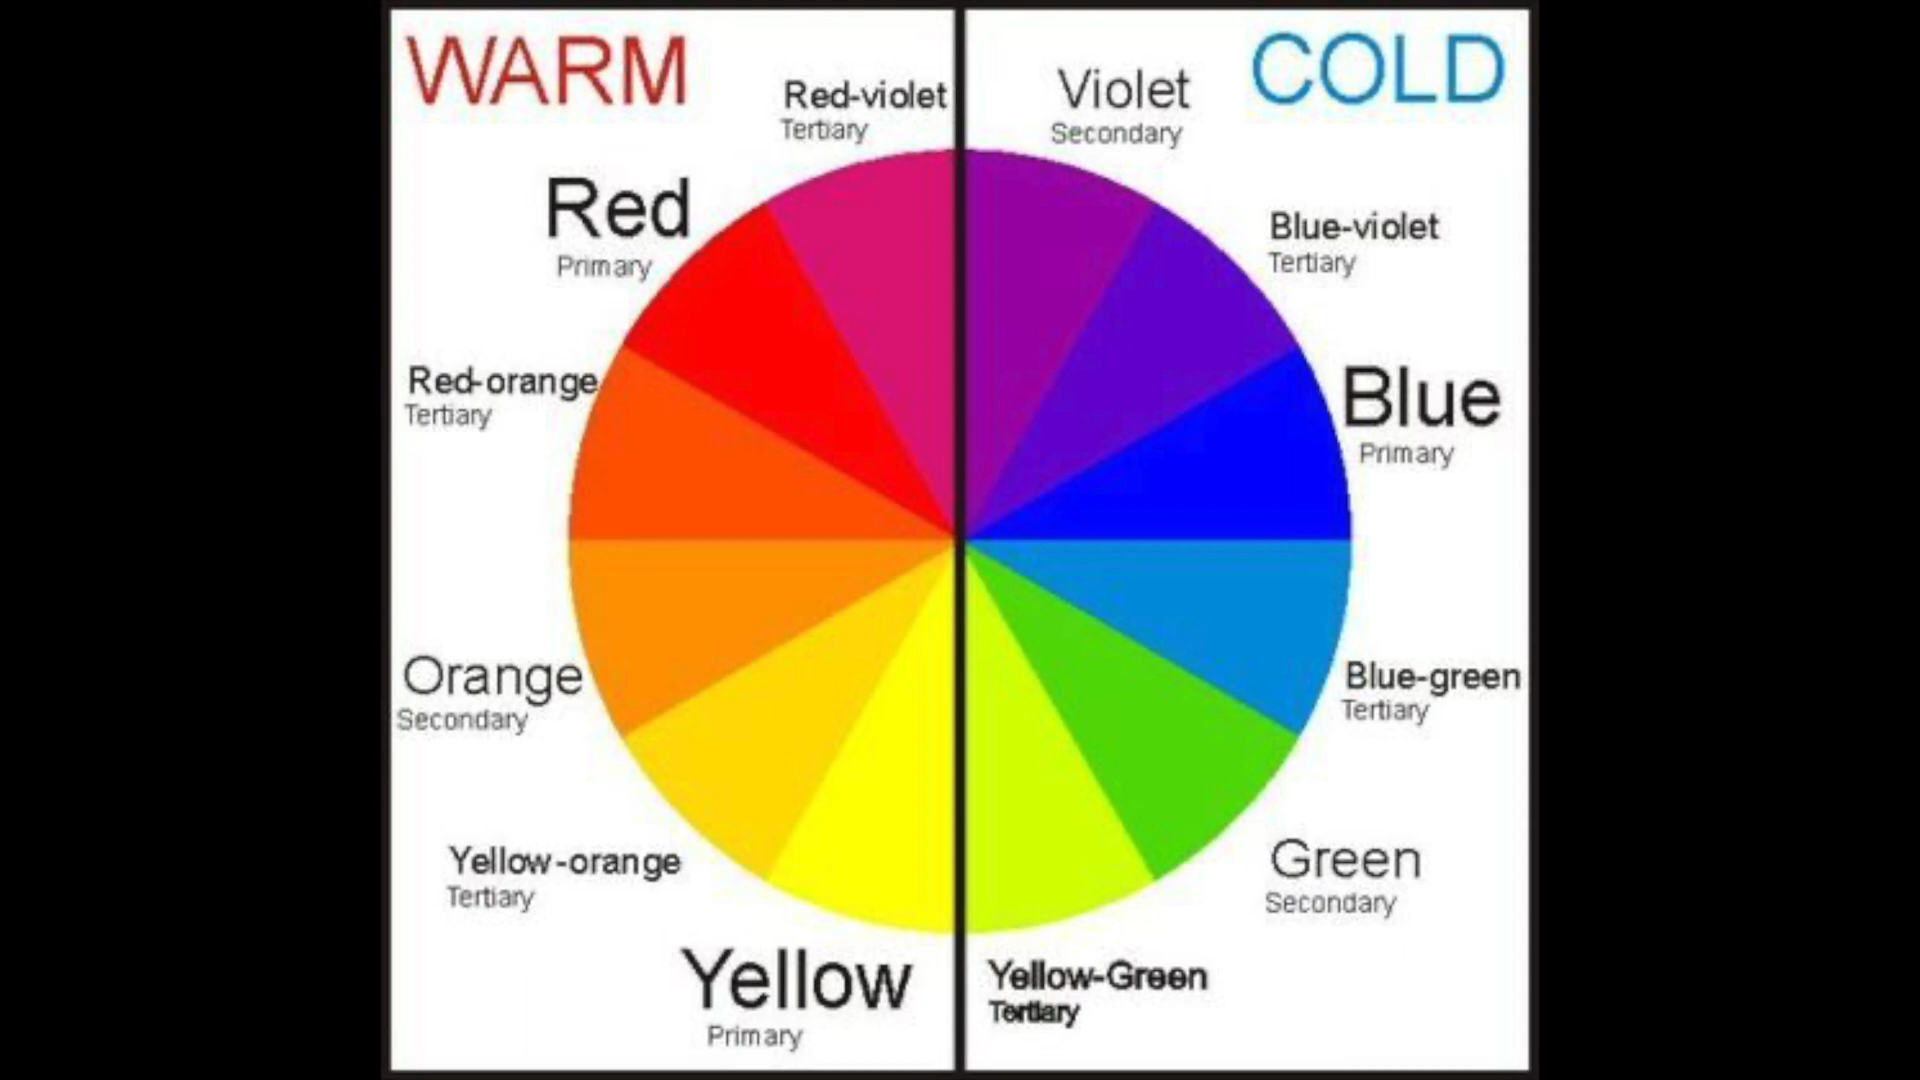 WARM
COLD
Red-violet
Tertiary
Violet
Secondary
Red
Primary
Blue-violet
Tertiary
Red-orange
Tertiary
Blue
Primary
Orange
Secondary
Blue-green
Tertiary
Yellow-orange
Tertiary
Green
Secondary
Yellow
Primary
Yellow-Green
Tertiary